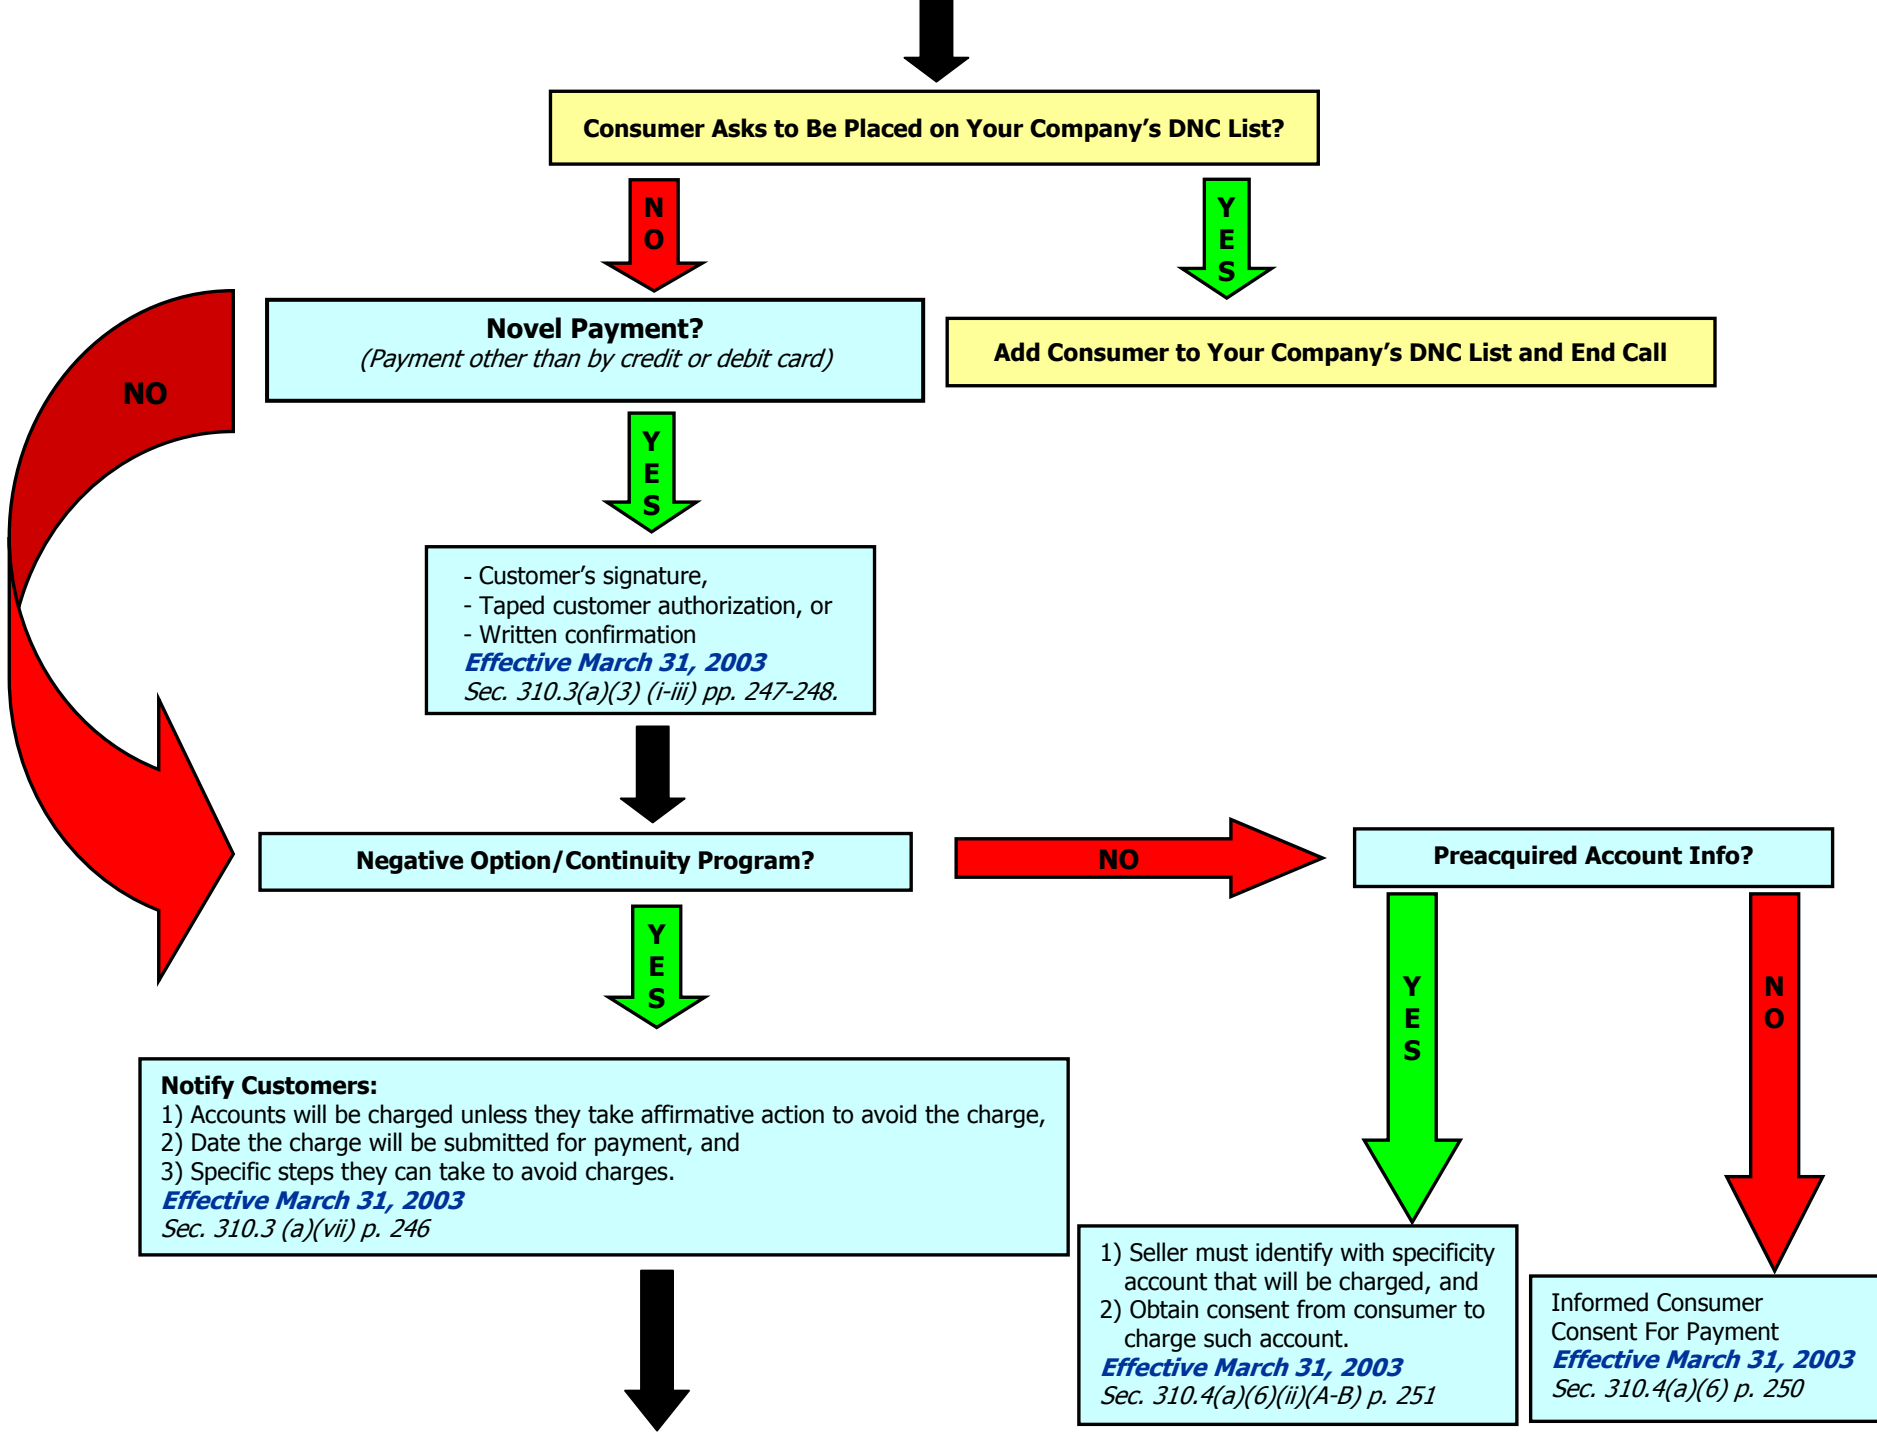 Consumer Asks to Be Placed on Your Company's DNC List?
N
O
Y
E
S
Novel Payment?
(Payment other than by credit or debit card)
Add Consumer to Your Company's DNC List and End Call
NO
Y
E
S
- Customer's signature,
- Taped customer authorization, or
- Written confirmation
Effective March 31, 2003
Sec. 310.3(a)(3) (i-iii) pp. 247-248.
Negative Option/Continuity Program?
NO
Preacquired Account Info?
Y
E
S
Y
E
S
N
O
Notify Customers:
1) Accounts will be charged unless they take affirmative action to avoid the charge,
2) Date the charge will be submitted for payment, and
3) Specific steps they can take to avoid charges.
Effective March 31, 2003
Sec. 310.3 (a)(vii) p. 246
1) Seller must identify with specificity
account that will be charged, and
2) Obtain consent from consumer to
charge such account.
Effective March 31, 2003
Sec. 310.4(a)(6)(ii)(A-B) p. 251
Informed Consumer
Consent For Payment
Effective March 31, 2003
Sec. 310.4(a)(6) p. 250